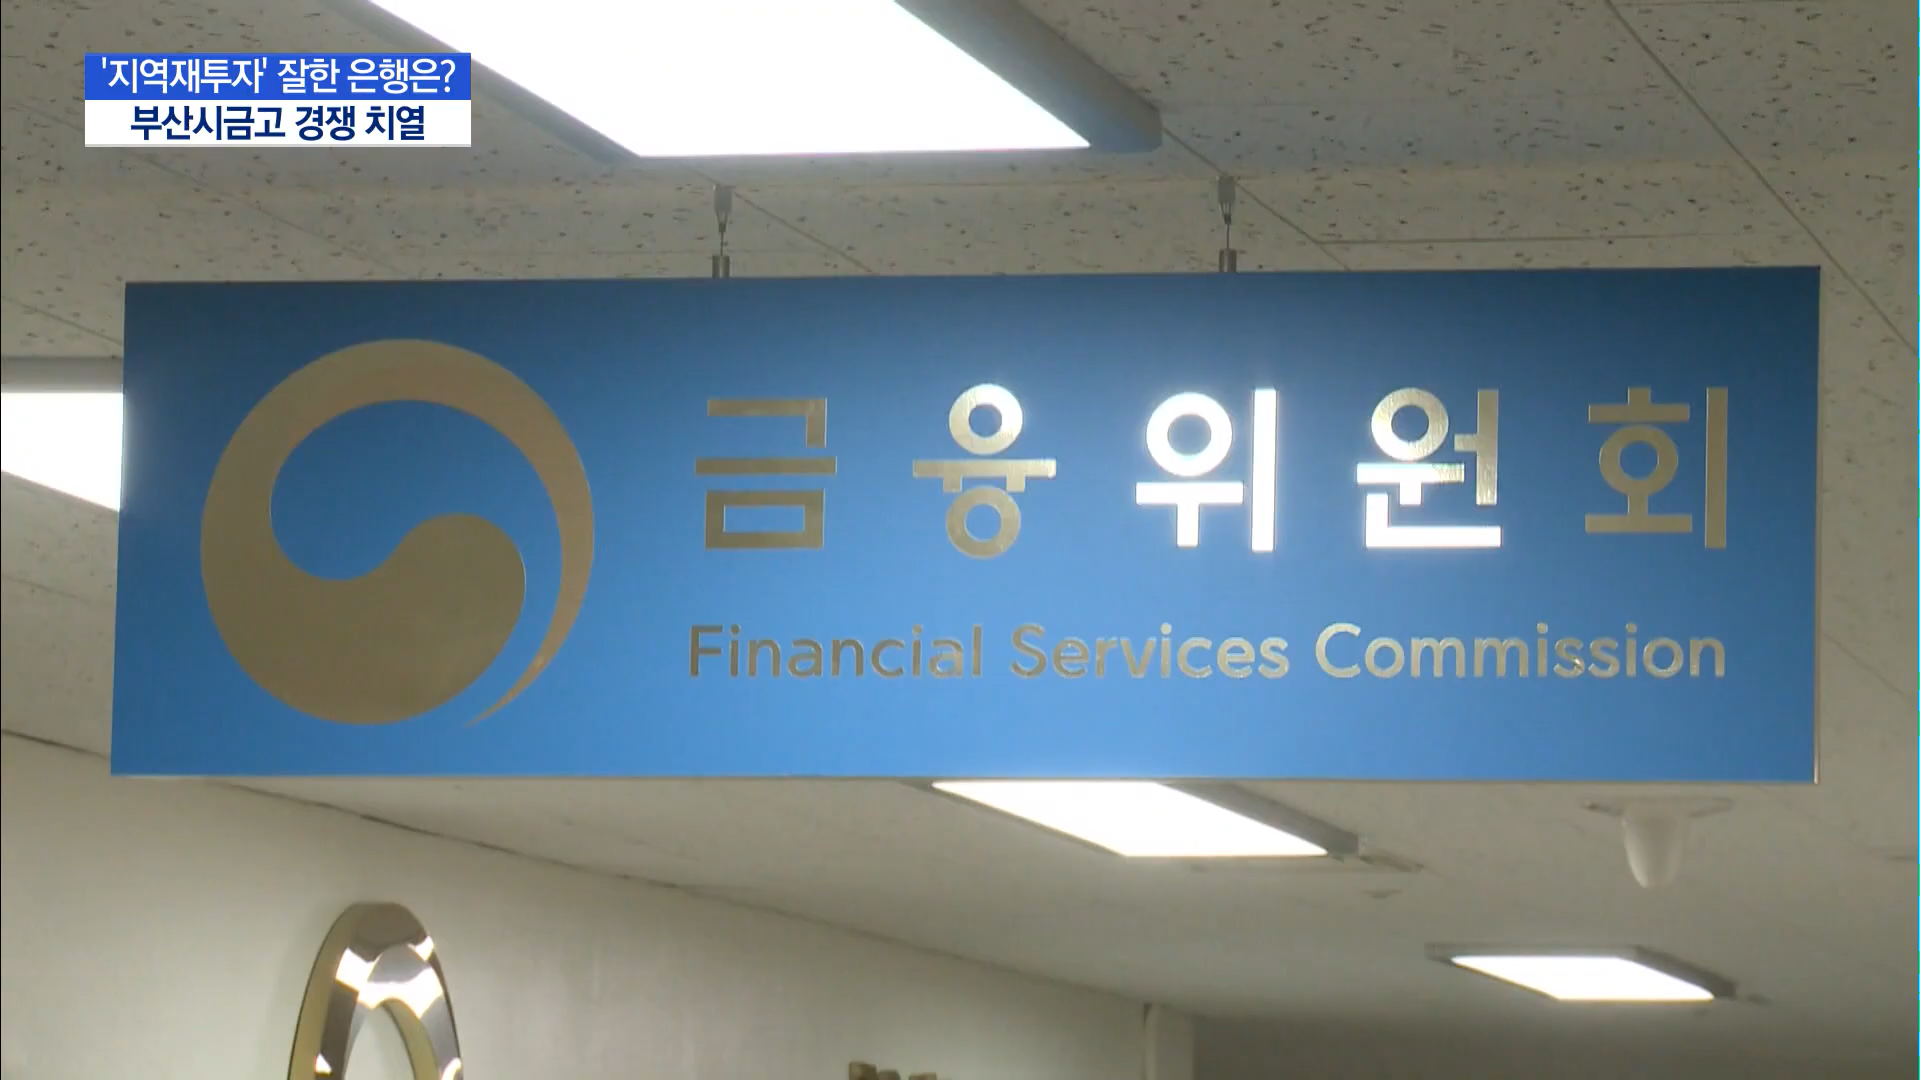 '지역재투자' 잘한 은행은?
부산시금고 경쟁 치열
금융위원회
Financial Services Commission